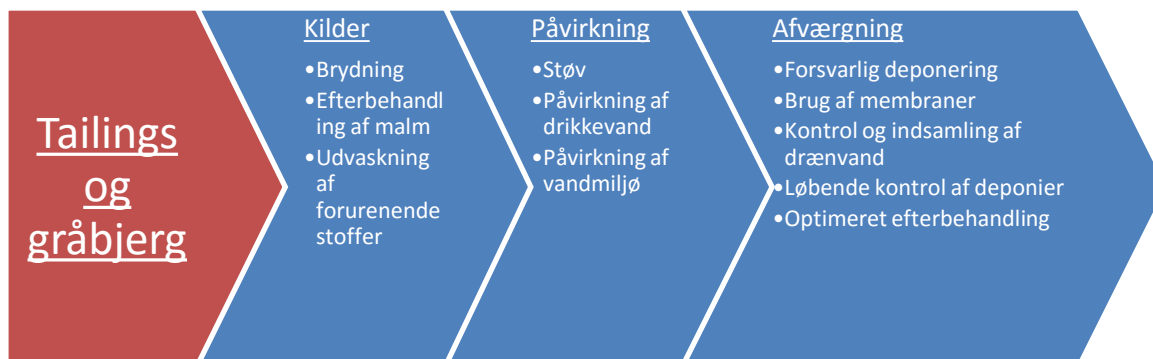 Tailings
og
gråbjerg
Kilder
•Brydning
•Efterbehandl
ing af malm
•Udvaskning
af
forurenende
stoffer
Påvirkning
•Støv
•Påvirkning af
drikkevand
•Påvirkning af
vandmiljø
Afværgning
•Forsvarlig deponering
•Brug af membraner
•Kontrol og indsamling af
drænvand
•Løbende kontrol af deponier
•Optimeret efterbehandling